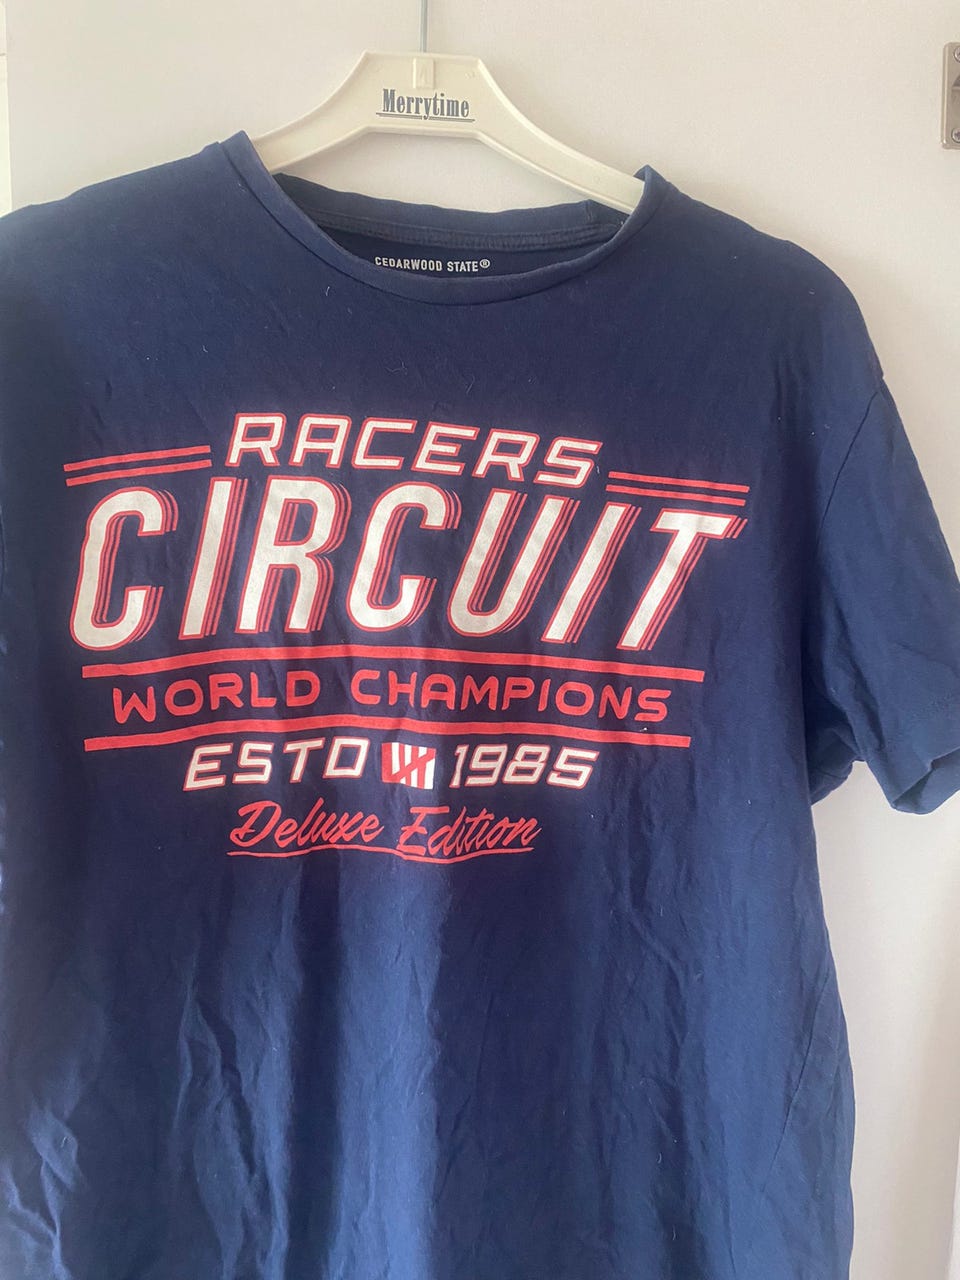 Merrytime
CEDARWOOD STATE®
RACERS
CIRCUIT
WORLD CHAMPIONS
ESTD 1985
Deluxe Edition